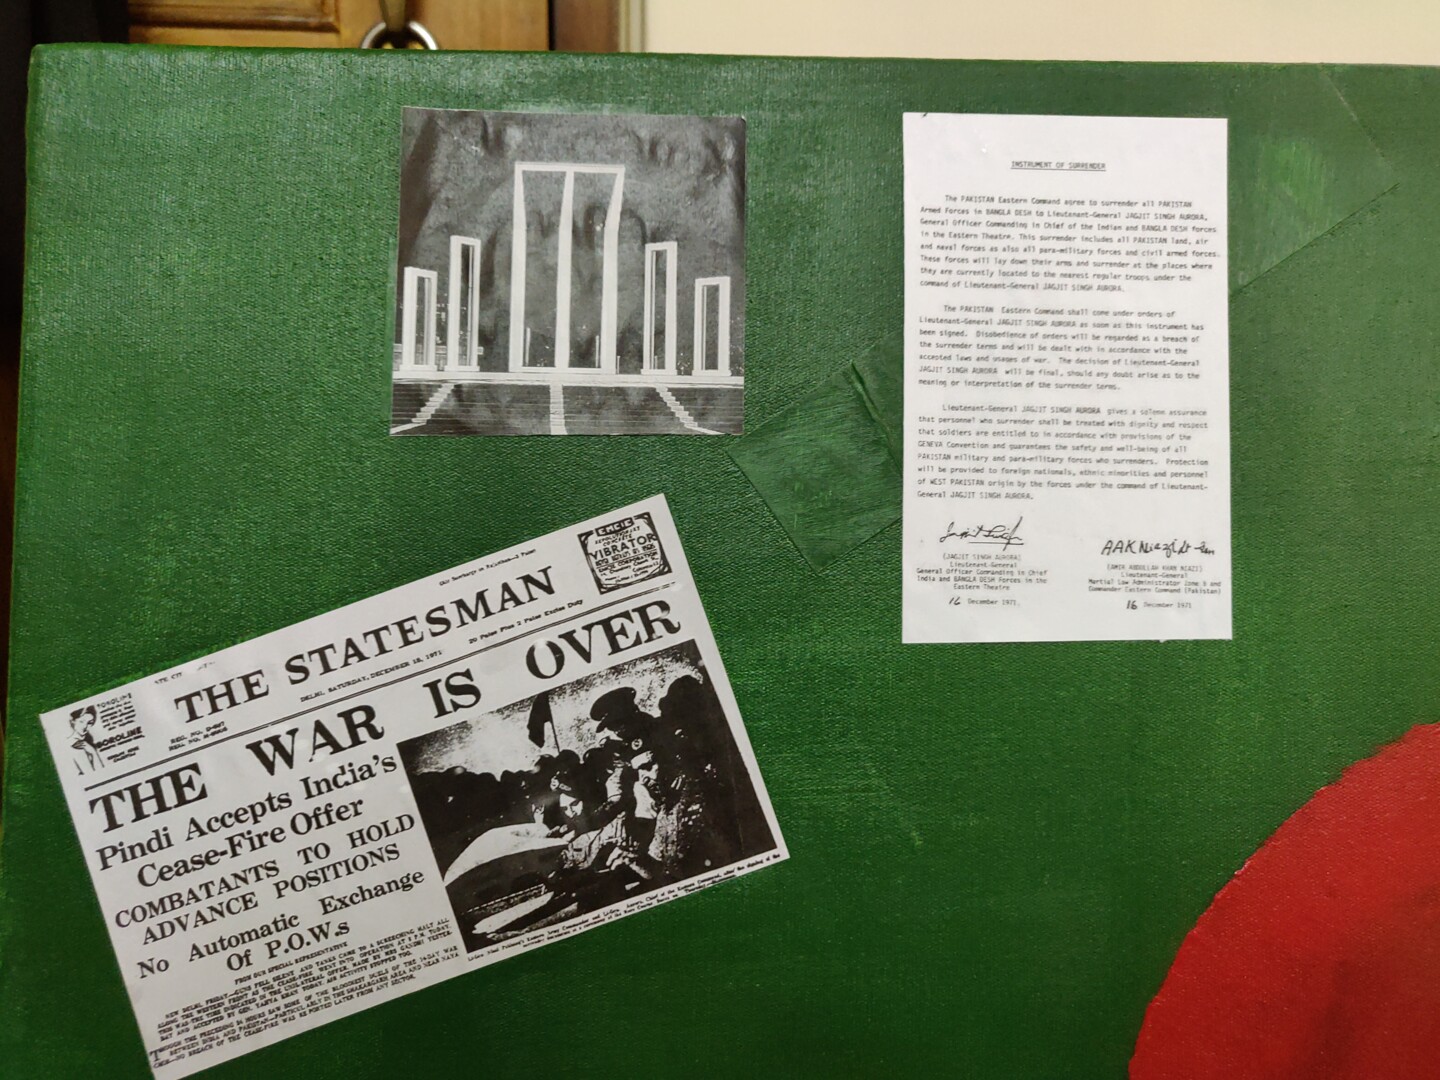 INSTRUMENT OF SURRENDER
The PAKISTAN Eastern Command agree to surrender all PAKISTAN
Armed Forces in BANGLA DESH to Lieutenant-General JAGJIT SINGH AURORA,
General Officer Commanding in Chief of the Indian and BANGLA DESH forces
in the Eastern Theatre. This surrender includes all PAKISTAN land, air
and naval forces as also all para-military forces and civil armed forces.
These forces will lay down their arms and surrender at the places where
they are currently located to the nearest regular troops under the
command of Lieutenant-General JAGJIT SINGH AURORA.
The PAKISTAN Eastern Command shall come under orders of
Lieutenant-General JAGJIT SINGH AURORA as soon as this instrument has
been signed. Disobedience of orders will be regarded as a breach of
the surrender terms and will be dealt with in accordance with the
accepted laws and usages of war. The decision of Lieutenant-General
JAGJIT SINGH AURORA will be final, should any doubt arise as to the
meaning or interpretation of the surrender terms.
Lieutenant-General JAGJIT SINGH AURORA gives a solemn assurance
that personnel who surrender shall be treated with dignity and respect
that soldiers are entitled to in accordance with provisions of the
GENEVA Convention and guarantees the safety and well-being of all
PAKISTAN military and para-military forces who surrender. Protection
will be provided to foreign nationals, ethnic minorities and personnel
of WEST PAKISTAN origin by the forces under the command of Lieutenant-
General JAGJIT SINGH AURORA.
(JAGJIT SINGH AURORA)
Lieutenant-General
General Officer Commanding in Chief
India and BANGLA DESH Forces in the
Eastern Theatre
16 December 1971.
AAK Niazi Lt-Gen
(AMIR ABDULLAH KHAN NIAZI)
Lieutenant-General
Martial Law Administrator Zone B and
Commander Eastern Command (Pakistan)
16 December 1971
VIBRATOR
BOROLINE
THE STATESMAN
DELHI, SATURDAY, DECEMBER 18, 1971
20 Paise Plus 2 Paise Excise Duty
THE WAR IS OVER
Pindi Accepts India's
Cease-Fire Offer
COMBATANTS TO HOLD
ADVANCE POSITIONS
No Automatic Exchange
Of P.O.W.s
FROM OUR SPECIAL REPRESENTATIVE